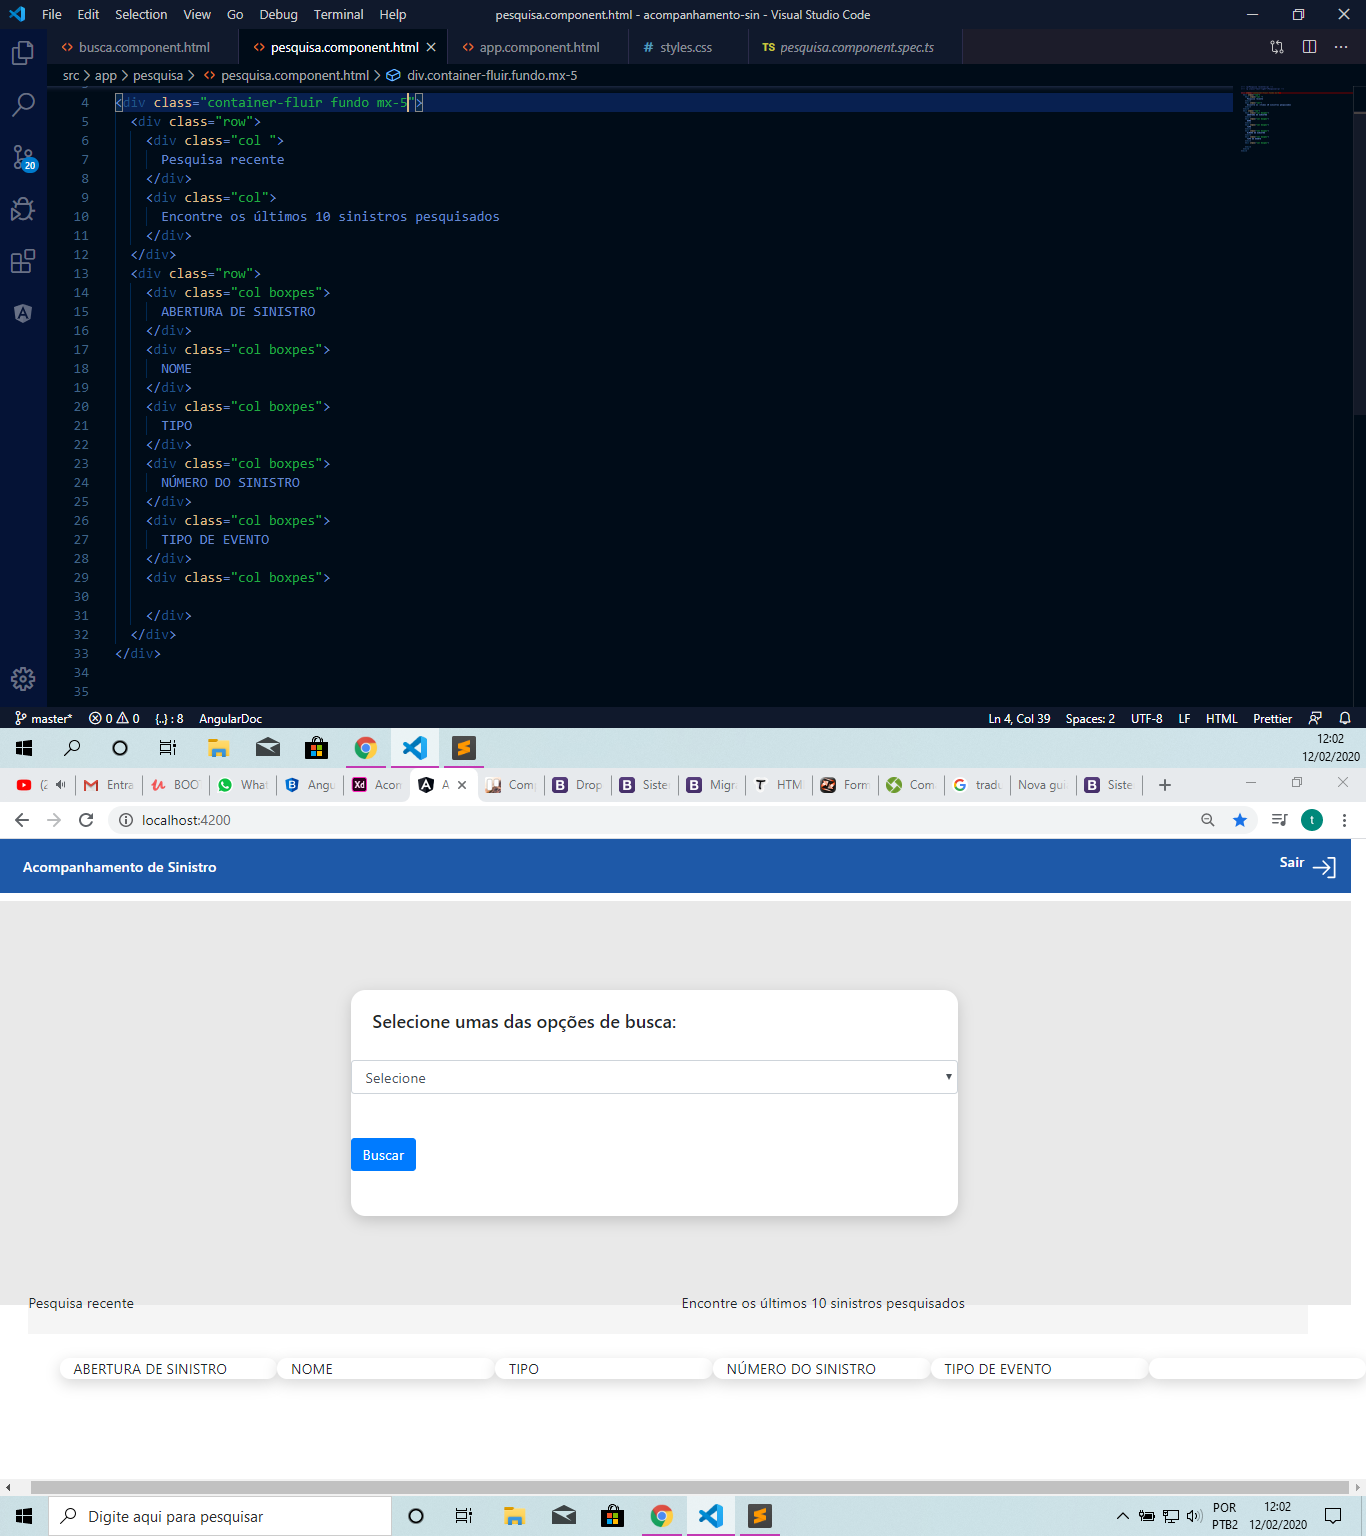 File Edit Selection View Go Debug Terminal Help pesquisa.component.html - acompanhamento-sin - Visual Studio Code
busca.component.html pesquisa.component.html app.component.html # styles.css TS pesquisa.component.spec.ts
src > app > pesquisa > pesquisa.component.html > div.container-fluir.fundo.mx-5
4 <div class="container-fluir fundo mx-5">
5 <div class="row">
6 <div class="col ">
7 Pesquisa recente
8 </div>
9 <div class="col">
10 Encontre os últimos 10 sinistros pesquisados
11 </div>
12 </div>
13 <div class="row">
14 <div class="col boxpes">
15 ABERTURA DE SINISTRO
16 </div>
17 <div class="col boxpes">
18 NOME
19 </div>
20 <div class="col boxpes">
21 TIPO
22 </div>
23 <div class="col boxpes">
24 NÚMERO DO SINISTRO
25 </div>
26 <div class="col boxpes">
27 TIPO DE EVENTO
28 </div>
29 <div class="col boxpes">
30
31 </div>
32 </div>
33 </div>
34
35
20
master* 0 0 {..} : 8 AngularDoc Ln 4, Col 39 Spaces: 2 UTF-8 LF HTML Prettier
12:02
12/02/2020
(2 Entra BOO What Angu Xd Acon A Com B Drop B Siste B Migr T HTM Form Com tradu Nova gui B Siste
localhost:4200 t
Acompanhamento de Sinistro Sair
Selecione umas das opções de busca:
Selecione
Buscar
Pesquisa recente Encontre os últimos 10 sinistros pesquisados
ABERTURA DE SINISTRO NOME TIPO NÚMERO DO SINISTRO TIPO DE EVENTO
Digite aqui para pesquisar POR PTB2 12:02 12/02/2020